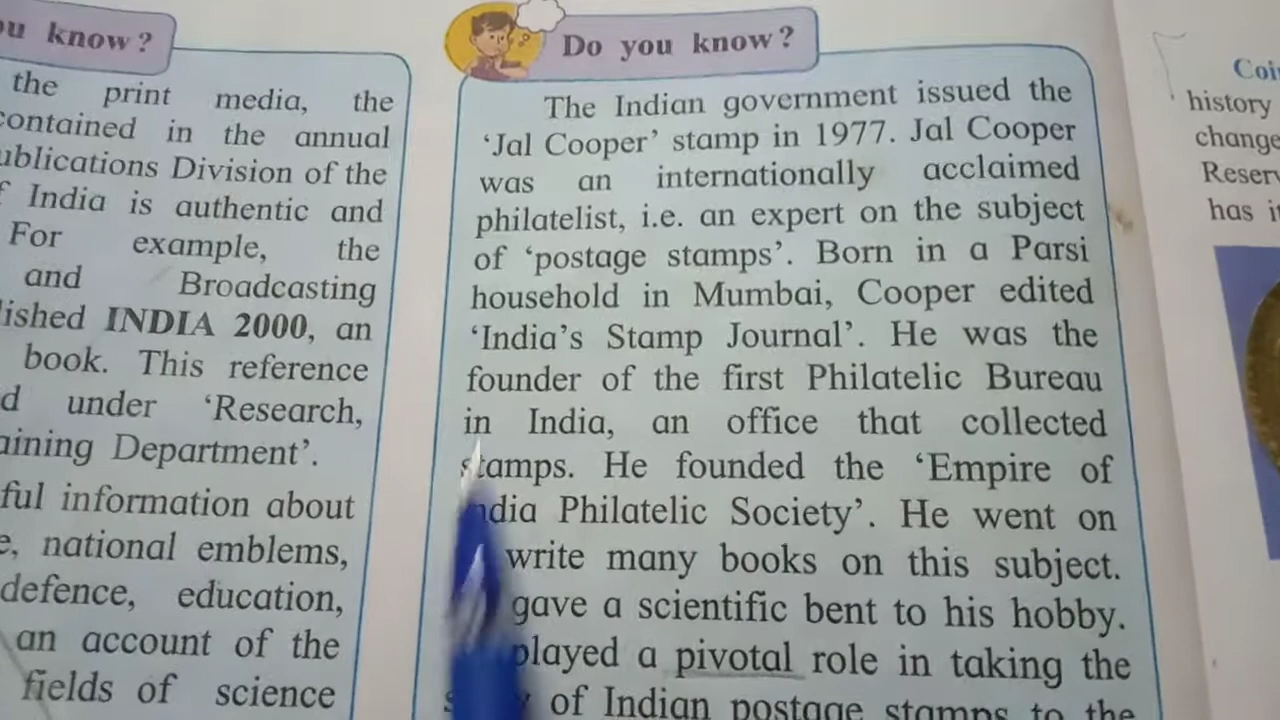 ou know?
the print media, the
contained in the annual
ublications Division of the
f India is authentic and
For example, the
and Broadcasting
lished INDIA 2000, an
book. This reference
d under ‘Research,
aining Department’.
ful information about
e, national emblems,
defence, education,
an account of the
fields of science
Do you know?
The Indian government issued the
‘Jal Cooper’ stamp in 1977. Jal Cooper
was an internationally acclaimed
philatelist, i.e. an expert on the subject
of ‘postage stamps’. Born in a Parsi
household in Mumbai, Cooper edited
‘India’s Stamp Journal’. He was the
founder of the first Philatelic Bureau
in India, an office that collected
stamps. He founded the ‘Empire of
ndia Philatelic Society’. He went on
write many books on this subject.
gave a scientific bent to his hobby.
played a pivotal role in taking the
of Indian postage stamps to the
Coi
history
change
Reser
has i